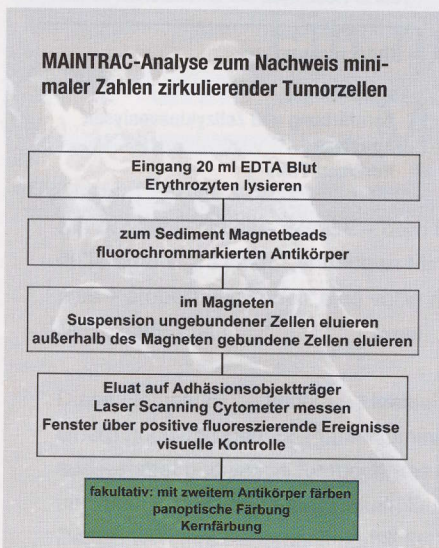 MAINTRAC-Analyse zum Nachweis mini-
maler Zahlen zirkulierender Tumorzellen
Eingang 20 ml EDTA Blut
Erythrozyten lysieren
zum Sediment Magnetbeads
fluorochrommarkierten Antikörper
im Magneten
Suspension ungebundener Zellen eluieren
außerhalb des Magneten gebundene Zellen eluieren
Eluat auf Adhäsionsobjektträger
Laser Scanning Cytometer messen
Fenster über positive fluoreszierende Ereignisse
visuelle Kontrolle
fakultativ: mit zweitem Antikörper färben
panoptische Färbung
Kernfärbung